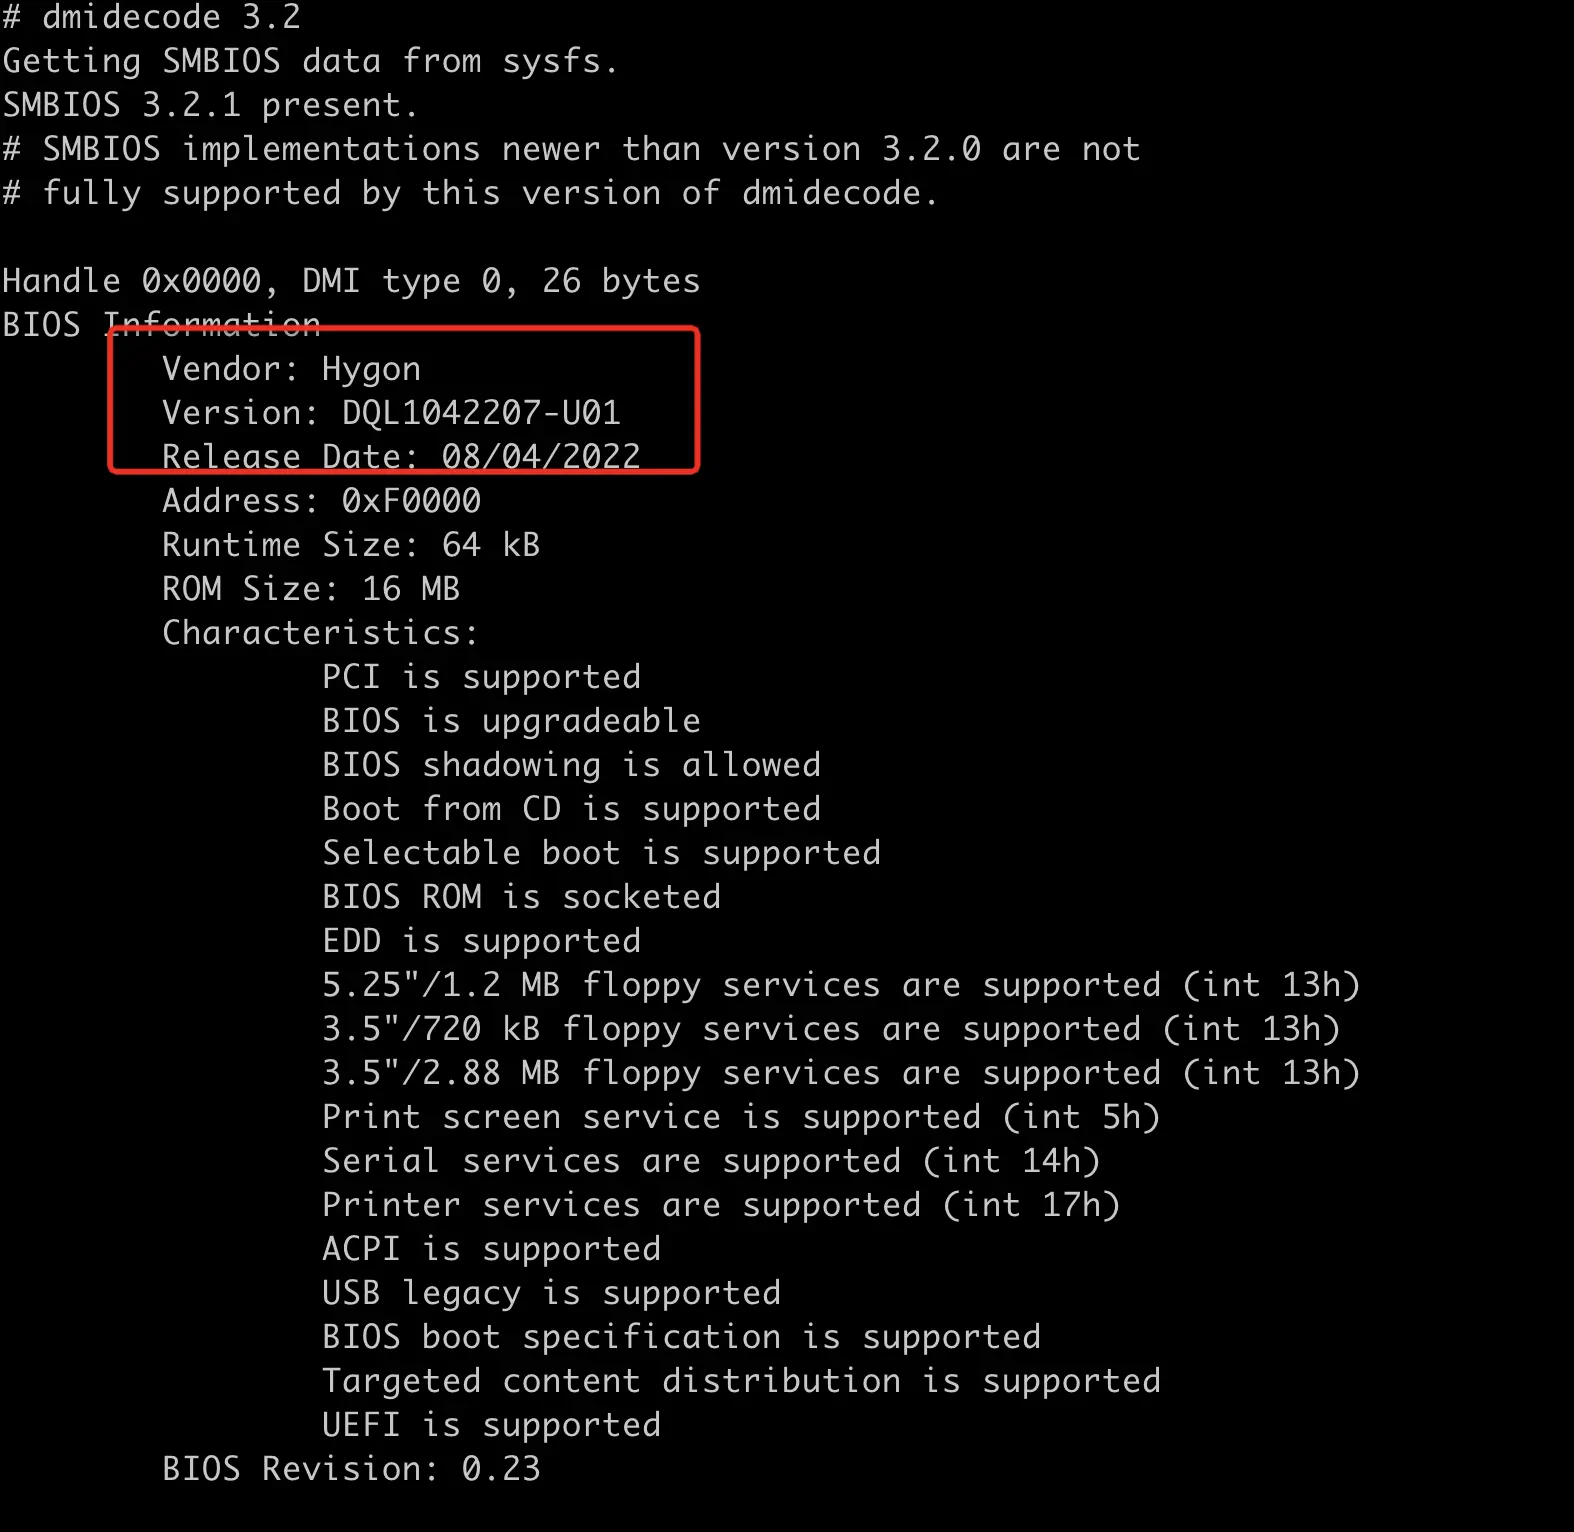 # dmidecode 3.2
Getting SMBIOS data from sysfs.
SMBIOS 3.2.1 present.
# SMBIOS implementations newer than version 3.2.0 are not
# fully supported by this version of dmidecode.

Handle 0x0000, DMI type 0, 26 bytes
BIOS Information
        Vendor: Hygon
        Version: DQL1042207-U01
        Release Date: 08/04/2022
        Address: 0xF0000
        Runtime Size: 64 kB
        ROM Size: 16 MB
        Characteristics:
                PCI is supported
                BIOS is upgradeable
                BIOS shadowing is allowed
                Boot from CD is supported
                Selectable boot is supported
                BIOS ROM is socketed
                EDD is supported
                5.25"/1.2 MB floppy services are supported (int 13h)
                3.5"/720 kB floppy services are supported (int 13h)
                3.5"/2.88 MB floppy services are supported (int 13h)
                Print screen service is supported (int 5h)
                Serial services are supported (int 14h)
                Printer services are supported (int 17h)
                ACPI is supported
                USB legacy is supported
                BIOS boot specification is supported
                Targeted content distribution is supported
                UEFI is supported
        BIOS Revision: 0.23